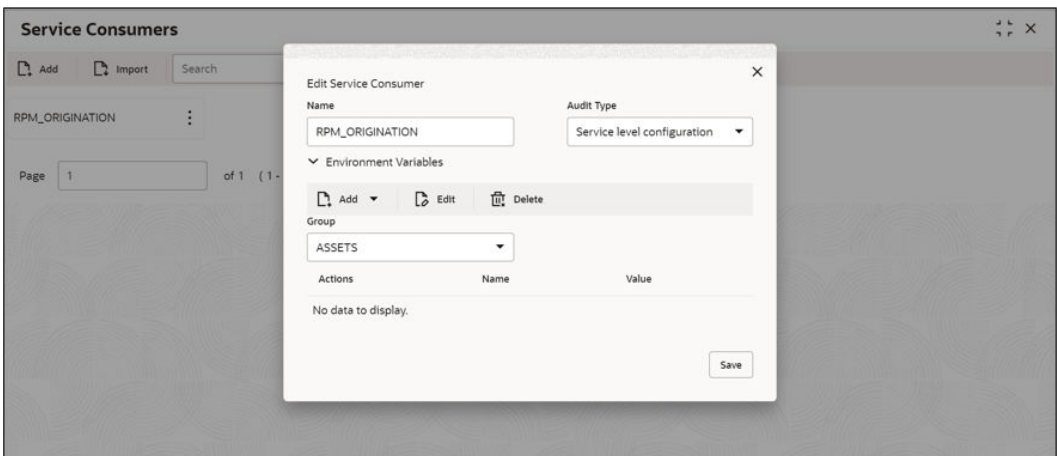 Service Consumers
Add Import Search
RPM_ORIGINATION
Page 1 of 1 ( 1 -
Edit Service Consumer
Name Audit Type
RPM_ORIGINATION Service level configuration
Environment Variables
Add Edit Delete
Group
ASSETS
Actions Name Value
No data to display.
Save